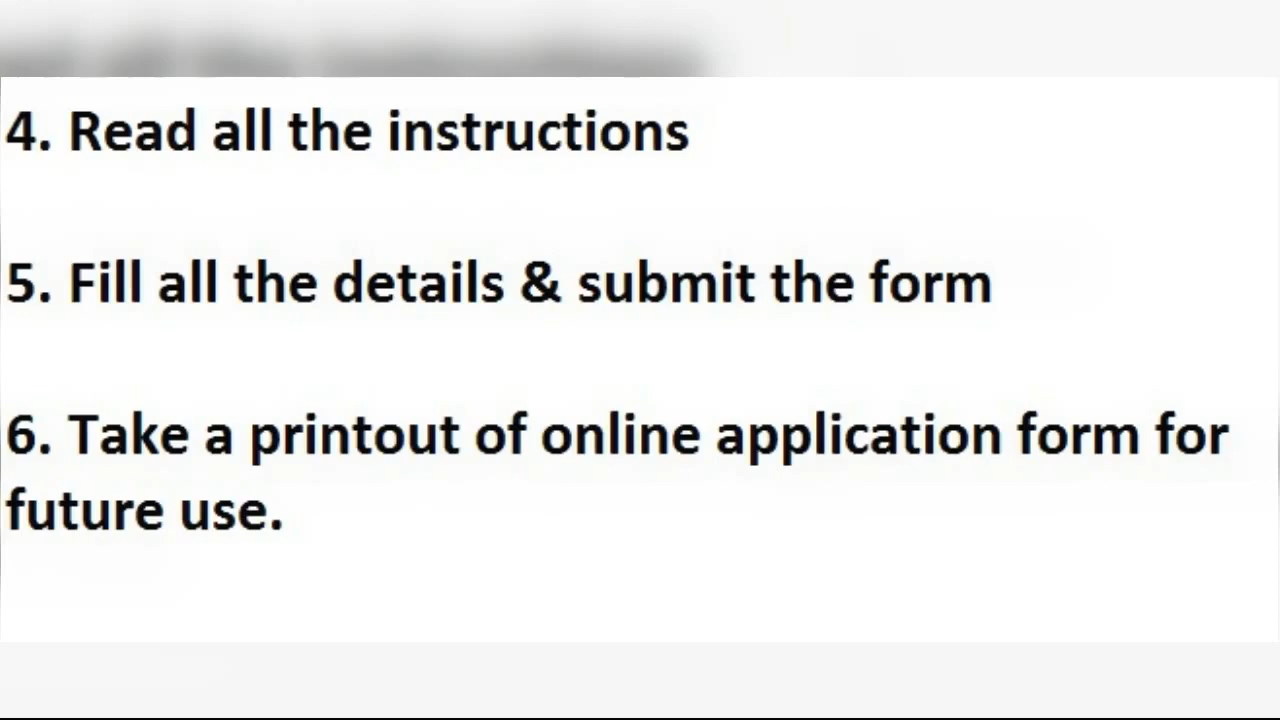 4. Read all the instructions
5. Fill all the details & submit the form
6. Take a printout of online application form for
future use.